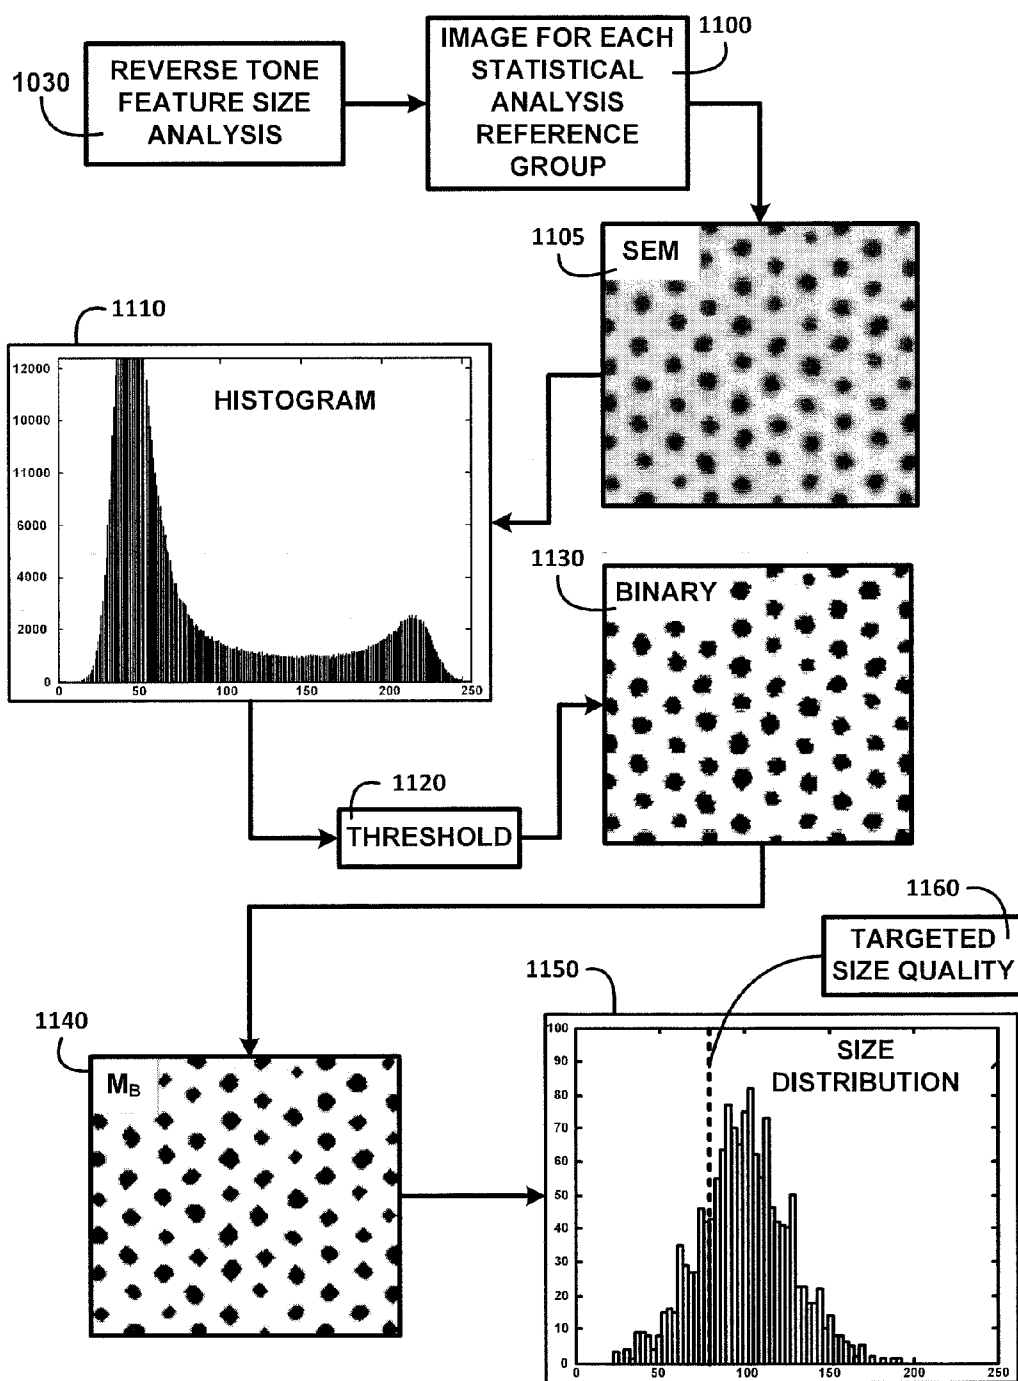 1030
REVERSE TONE
FEATURE SIZE
ANALYSIS
1100
IMAGE FOR EACH
STATISTICAL
ANALYSIS
REFERENCE
GROUP
1105
SEM
1110
HISTOGRAM
12000
10000
11000
6000
4000
2000
0
0 50 100 150 200 250
1120
THRESHOLD
1130
BINARY
1140
MB
1150
1160
TARGETED
SIZE QUALITY
SIZE
DISTRIBUTION
100
90
80
70
60
50
40
30
20
10
0
0 50 100 150 200 250